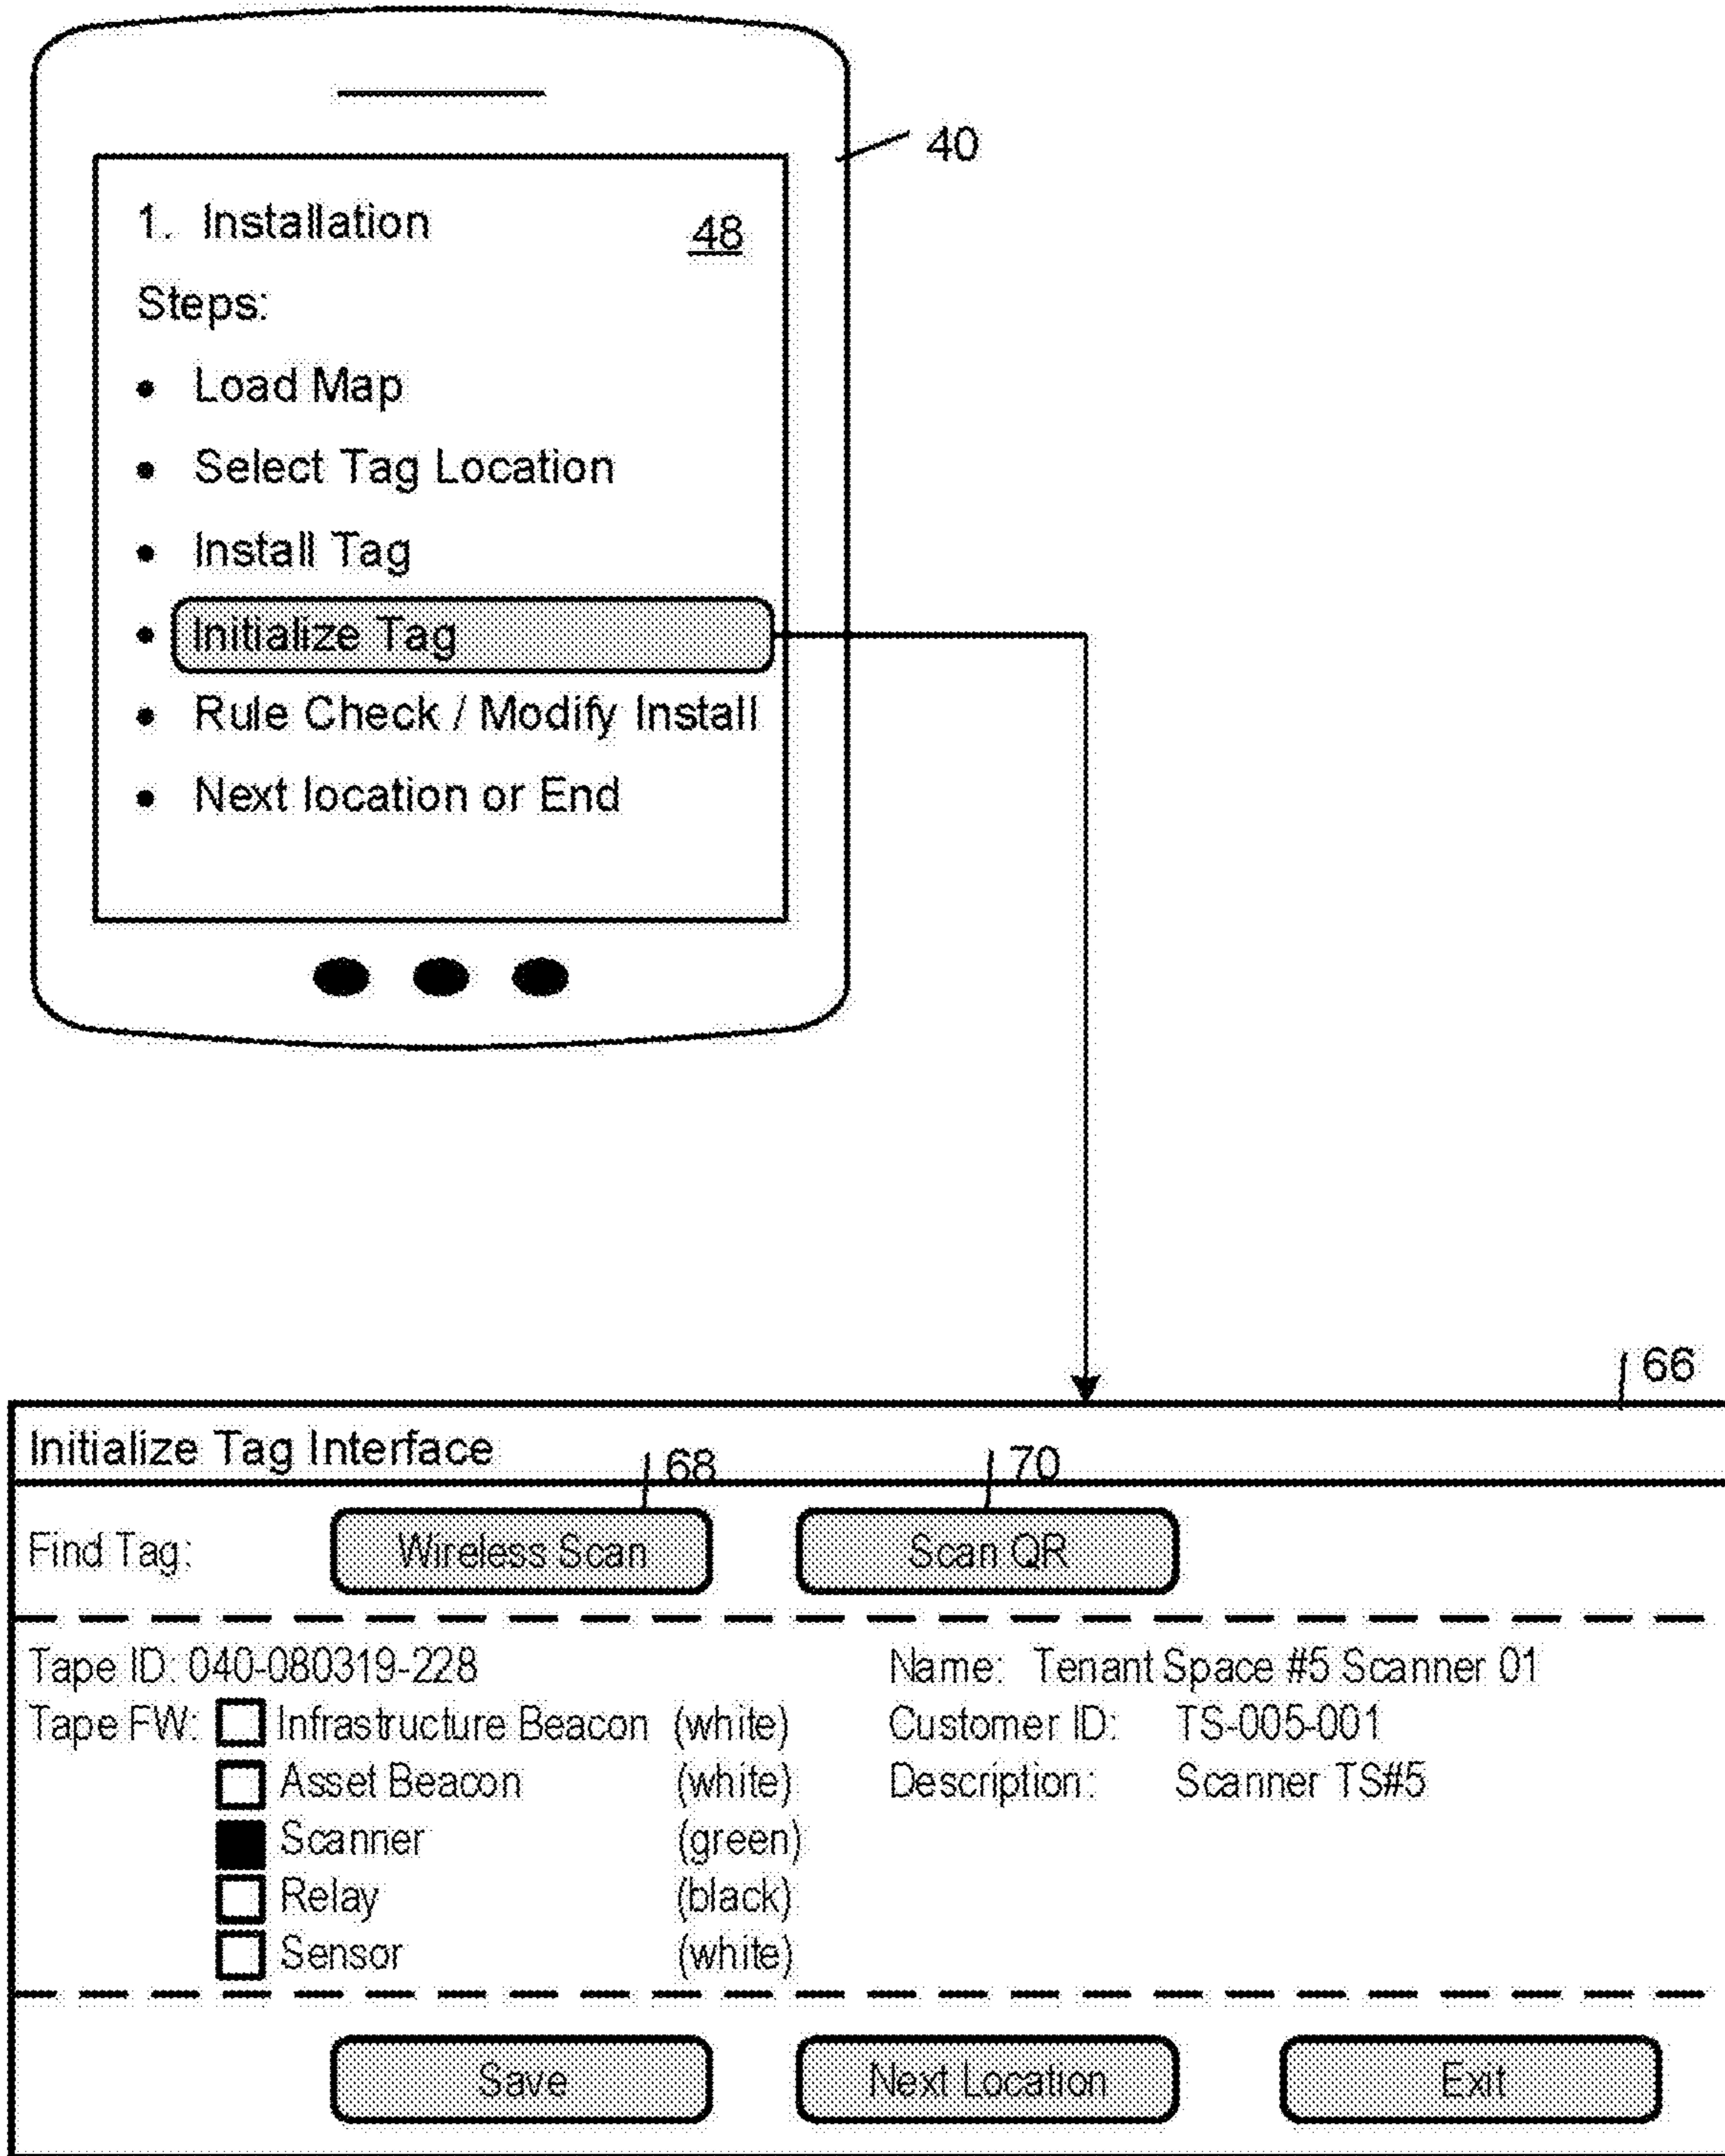 40
1. Installation
48
Steps:
• Load Map
• Select Tag Location
• Install Tag
• Initialize Tag
• Rule Check / Modify Install
• Next location or End
66
Initialize Tag Interface
68
70
Find Tag: Wireless Scan Scan QR
Tape ID: 040-080319-228 Name: Tenant Space #5 Scanner 01
Tape FW: Infrastructure Beacon (white) Customer ID: TS-005-001
Asset Beacon (white) Description: Scanner TS#5
Scanner (green)
Relay (black)
Sensor (white)
Save Next Location Exit